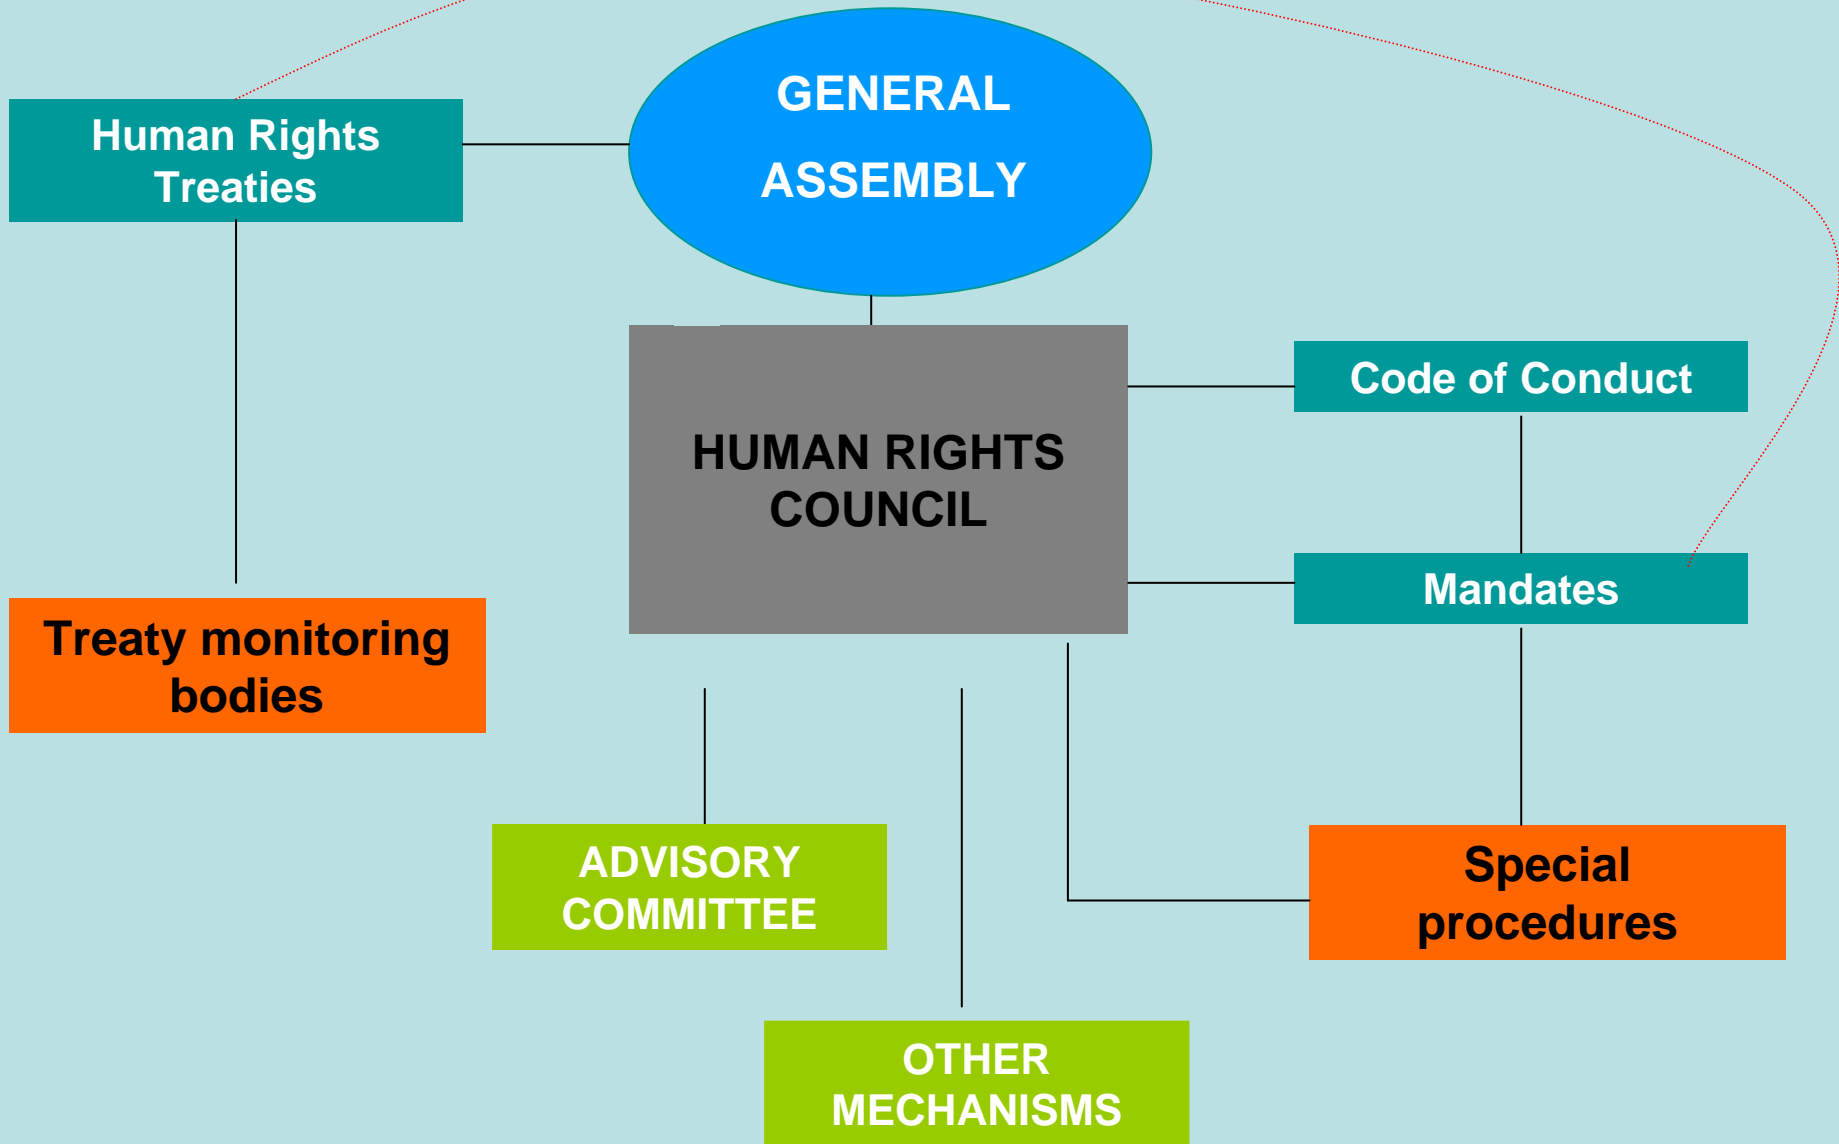 GENERAL
ASSEMBLY
Human Rights
Treaties
HUMAN RIGHTS
COUNCIL
Code of Conduct
Mandates
Treaty monitoring
bodies
ADVISORY
COMMITTEE
Special
procedures
OTHER
MECHANISMS